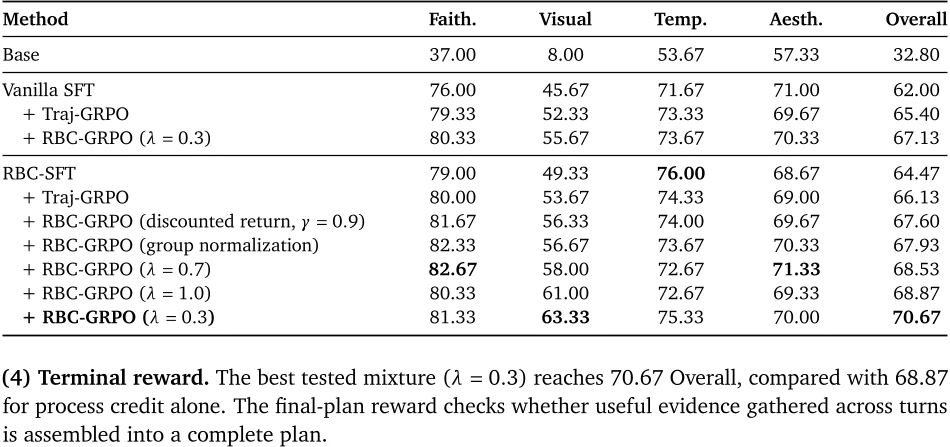 Method Faith. Visual Temp. Aesth. Overall
Base 37.00 8.00 53.67 57.33 32.80
Vanilla SFT 76.00 45.67 71.67 71.00 62.00
+ Traj-GRPO 79.33 52.33 73.33 69.67 65.40
+ RBC-GRPO (λ = 0.3) 80.33 55.67 73.67 70.33 67.13
RBC-SFT 79.00 49.33 76.00 68.67 64.47
+ Traj-GRPO 80.00 53.67 74.33 69.00 66.13
+ RBC-GRPO (discounted return, γ = 0.9) 81.67 56.33 74.00 69.67 67.60
+ RBC-GRPO (group normalization) 82.33 56.67 73.67 70.33 67.93
+ RBC-GRPO (λ = 0.7) 82.67 58.00 72.67 71.33 68.53
+ RBC-GRPO (λ = 1.0) 80.33 61.00 72.67 69.33 68.87
+ RBC-GRPO (λ = 0.3) 81.33 63.33 75.33 70.00 70.67
(4) Terminal reward. The best tested mixture (λ = 0.3) reaches 70.67 Overall, compared with 68.87
for process credit alone. The final-plan reward checks whether useful evidence gathered across turns
is assembled into a complete plan.